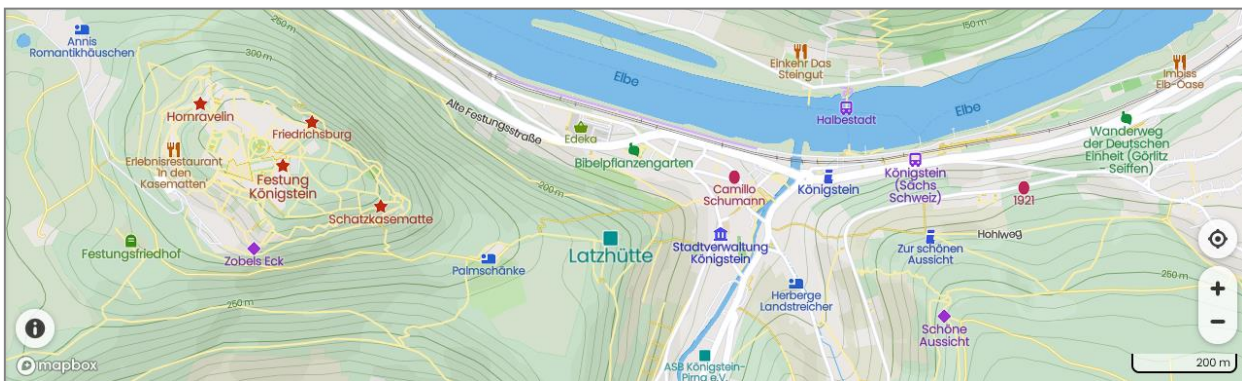 250 m
150 m
Annis
Romantikhäuschen
300 m
Einkehr Das
Steingut
Elbe
Imbiss
Elb-Oase
Hornravelin
Friedrichsburg
Alte Festungsstraße
Edeka
Halbestadt
Elbe
Wanderweg
der Deutschen
Einheit (Görlitz
- Seiffen)
Erlebnisrestaurant
'In den
Kasematten'
Festung
Königstein
Bibelpflanzengarten
Camillo
Schumann
Königstein
Königstein
(Sächs
Schweiz)
1921
200 m
Schatzkasematte
Festungsfriedhof
Zobels Eck
Palmschänke
Latzhütte
Stadtverwaltung
Königstein
Zur schönen
Aussicht
Hohlweg
250 m
250 m
Herberge
Landstreicher
Schöne
Aussicht
ASB Königstein-
Pirna e.V.
mapbox
200 m